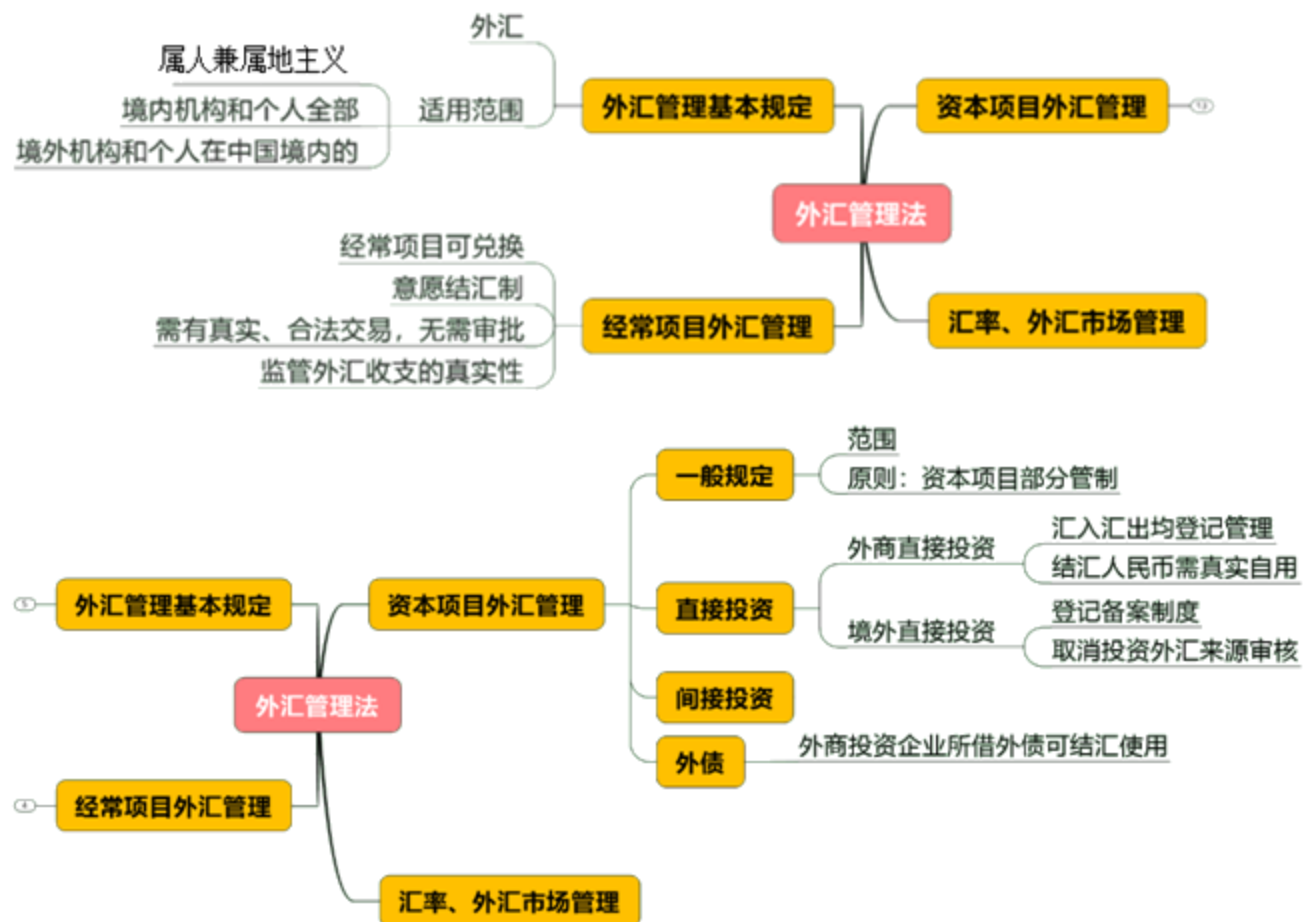 外汇
属人兼属地主义
境内机构和个人全部
境外机构和个人在中国境内的
适用范围
外汇管理基本规定
资本项目外汇管理
12
外汇管理法
经常项目可兑换
意愿结汇制
需有真实、合法交易，无需审批
监管外汇收支的真实性
经常项目外汇管理
汇率、外汇市场管理
范围
一般规定
原则：资本项目部分管制
外商直接投资
汇入汇出均登记管理
结汇人民币需真实自用
5
外汇管理基本规定
资本项目外汇管理
直接投资
境外直接投资
登记备案制度
取消投资外汇来源审核
间接投资
外汇管理法
外债
外商投资企业所借外债可结汇使用
4
经常项目外汇管理
汇率、外汇市场管理